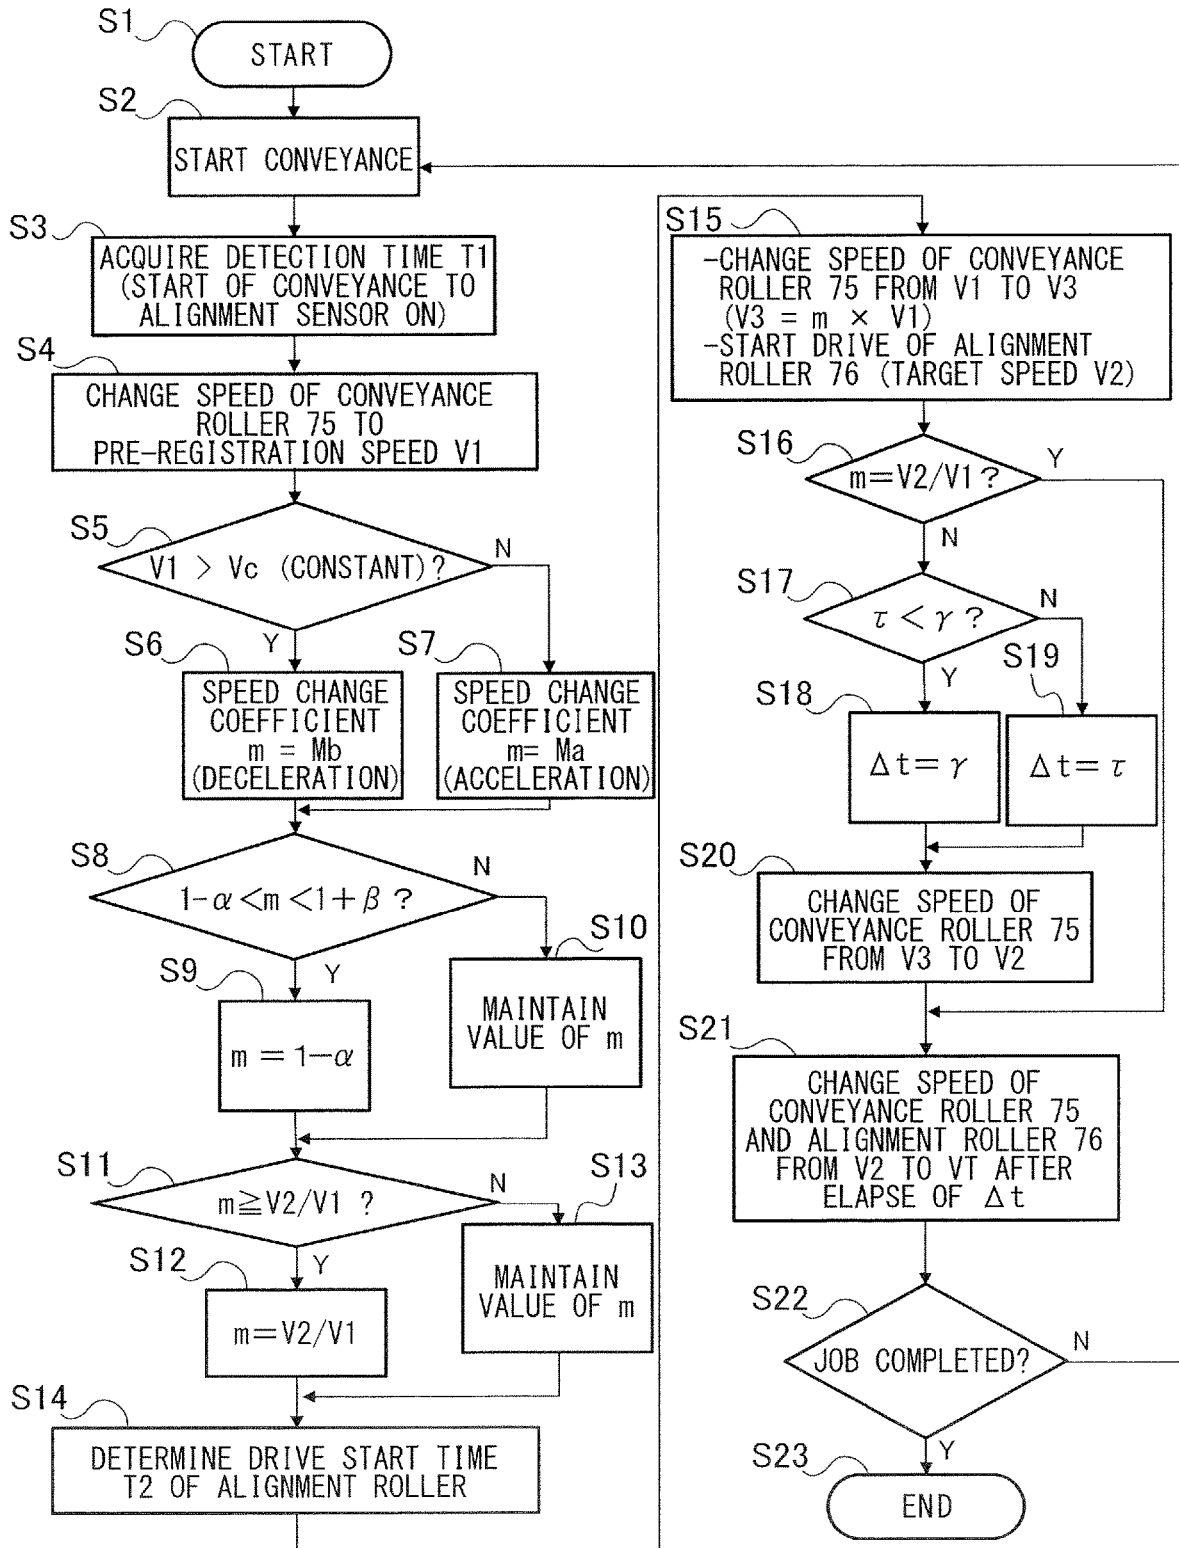 S1
START
S2
START CONVEYANCE
S3
ACQUIRE DETECTION TIME T1
(START OF CONVEYANCE TO
ALIGNMENT SENSOR ON)
S4
CHANGE SPEED OF CONVEYANCE
ROLLER 75 TO
PRE-REGISTRATION SPEED V1
S5
V1 > Vc (CONSTANT)?
N
Y
S6
SPEED CHANGE
COEFFICIENT
m = Mb
(DECELERATION)
S7
SPEED CHANGE
COEFFICIENT
m= Ma
(ACCELERATION)
S8
1-α<m<1+β ?
N
Y
S9
m=1-α
S10
MAINTAIN
VALUE OF m
S11
m≧V2/V1 ?
N
Y
S12
m=V2/V1
S13
MAINTAIN
VALUE OF m
S14
DETERMINE DRIVE START TIME
T2 OF ALIGNMENT ROLLER
S15
-CHANGE SPEED OF CONVEYANCE
ROLLER 75 FROM V1 TO V3
(V3 = m × V1)
-START DRIVE OF ALIGNMENT
ROLLER 76 (TARGET SPEED V2)
S16
m=V2/V1?
Y
N
S17
τ<γ?
N
Y
S18
Δt=γ
S19
Δt=τ
S20
CHANGE SPEED OF
CONVEYANCE ROLLER 75
FROM V3 TO V2
S21
CHANGE SPEED OF
CONVEYANCE ROLLER 75
AND ALIGNMENT ROLLER 76
FROM V2 TO VT AFTER
ELAPSE OF Δt
S22
JOB COMPLETED?
N
Y
S23
END